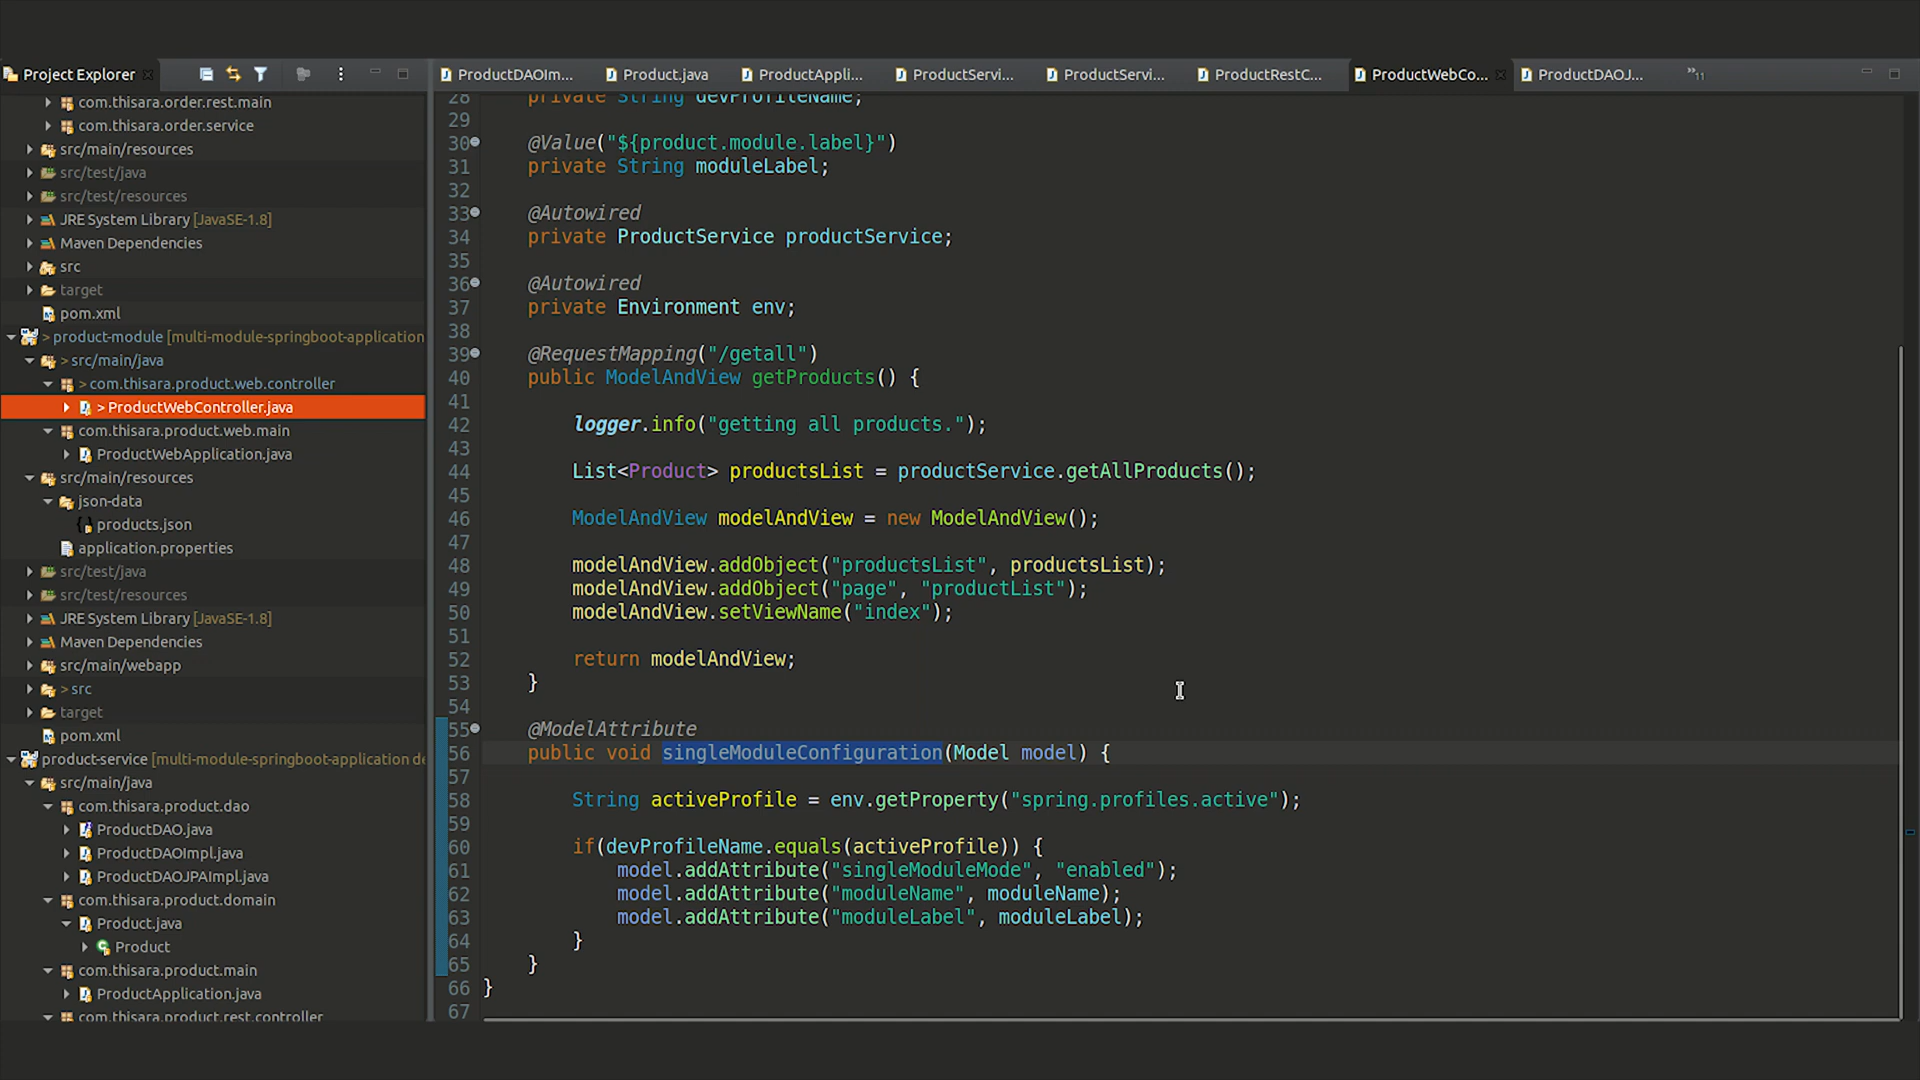 Project Explorer
ProductDAOIm...
Product.java
ProductAppli...
ProductServi...
ProductServi...
ProductRestC...
ProductWebCo...
ProductDAOJ...
»11
com.thisara.order.rest.main
com.thisara.order.service
src/main/resources
src/test/java
src/test/resources
JRE System Library [JavaSE-1.8]
Maven Dependencies
src
target
pom.xml
> product-module [multi-module-springboot-application
> src/main/java
> com.thisara.product.web.controller
> ProductWebController.java
com.thisara.product.web.main
ProductWebApplication.java
src/main/resources
json-data
products.json
application.properties
src/test/java
src/test/resources
JRE System Library [JavaSE-1.8]
Maven Dependencies
src/main/webapp
> src
target
pom.xml
product-service [multi-module-springboot-application de
src/main/java
com.thisara.product.dao
ProductDAO.java
ProductDAOImpl.java
ProductDAOJPAImpl.java
com.thisara.product.domain
Product.java
Product
com.thisara.product.main
ProductApplication.java
com.thisara.product.rest.controller
28 private String devProfileName;
29
30 @Value("${product.module.label}")
31 private String moduleLabel;
32
33 @Autowired
34 private ProductService productService;
35
36 @Autowired
37 private Environment env;
38
39 @RequestMapping("/getall")
40 public ModelAndView getProducts() {
41
42 logger.info("getting all products.");
43
44 List<Product> productsList = productService.getAllProducts();
45
46 ModelAndView modelAndView = new ModelAndView();
47
48 modelAndView.addObject("productsList", productsList);
49 modelAndView.addObject("page", "productList");
50 modelAndView.setViewName("index");
51
52 return modelAndView;
53 }
54
55 @ModelAttribute
56 public void singleModuleConfiguration(Model model) {
57
58 String activeProfile = env.getProperty("spring.profiles.active");
59
60 if(devProfileName.equals(activeProfile)) {
61 model.addAttribute("singleModuleMode", "enabled");
62 model.addAttribute("moduleName", moduleName);
63 model.addAttribute("moduleLabel", moduleLabel);
64 }
65 }
66 }
67